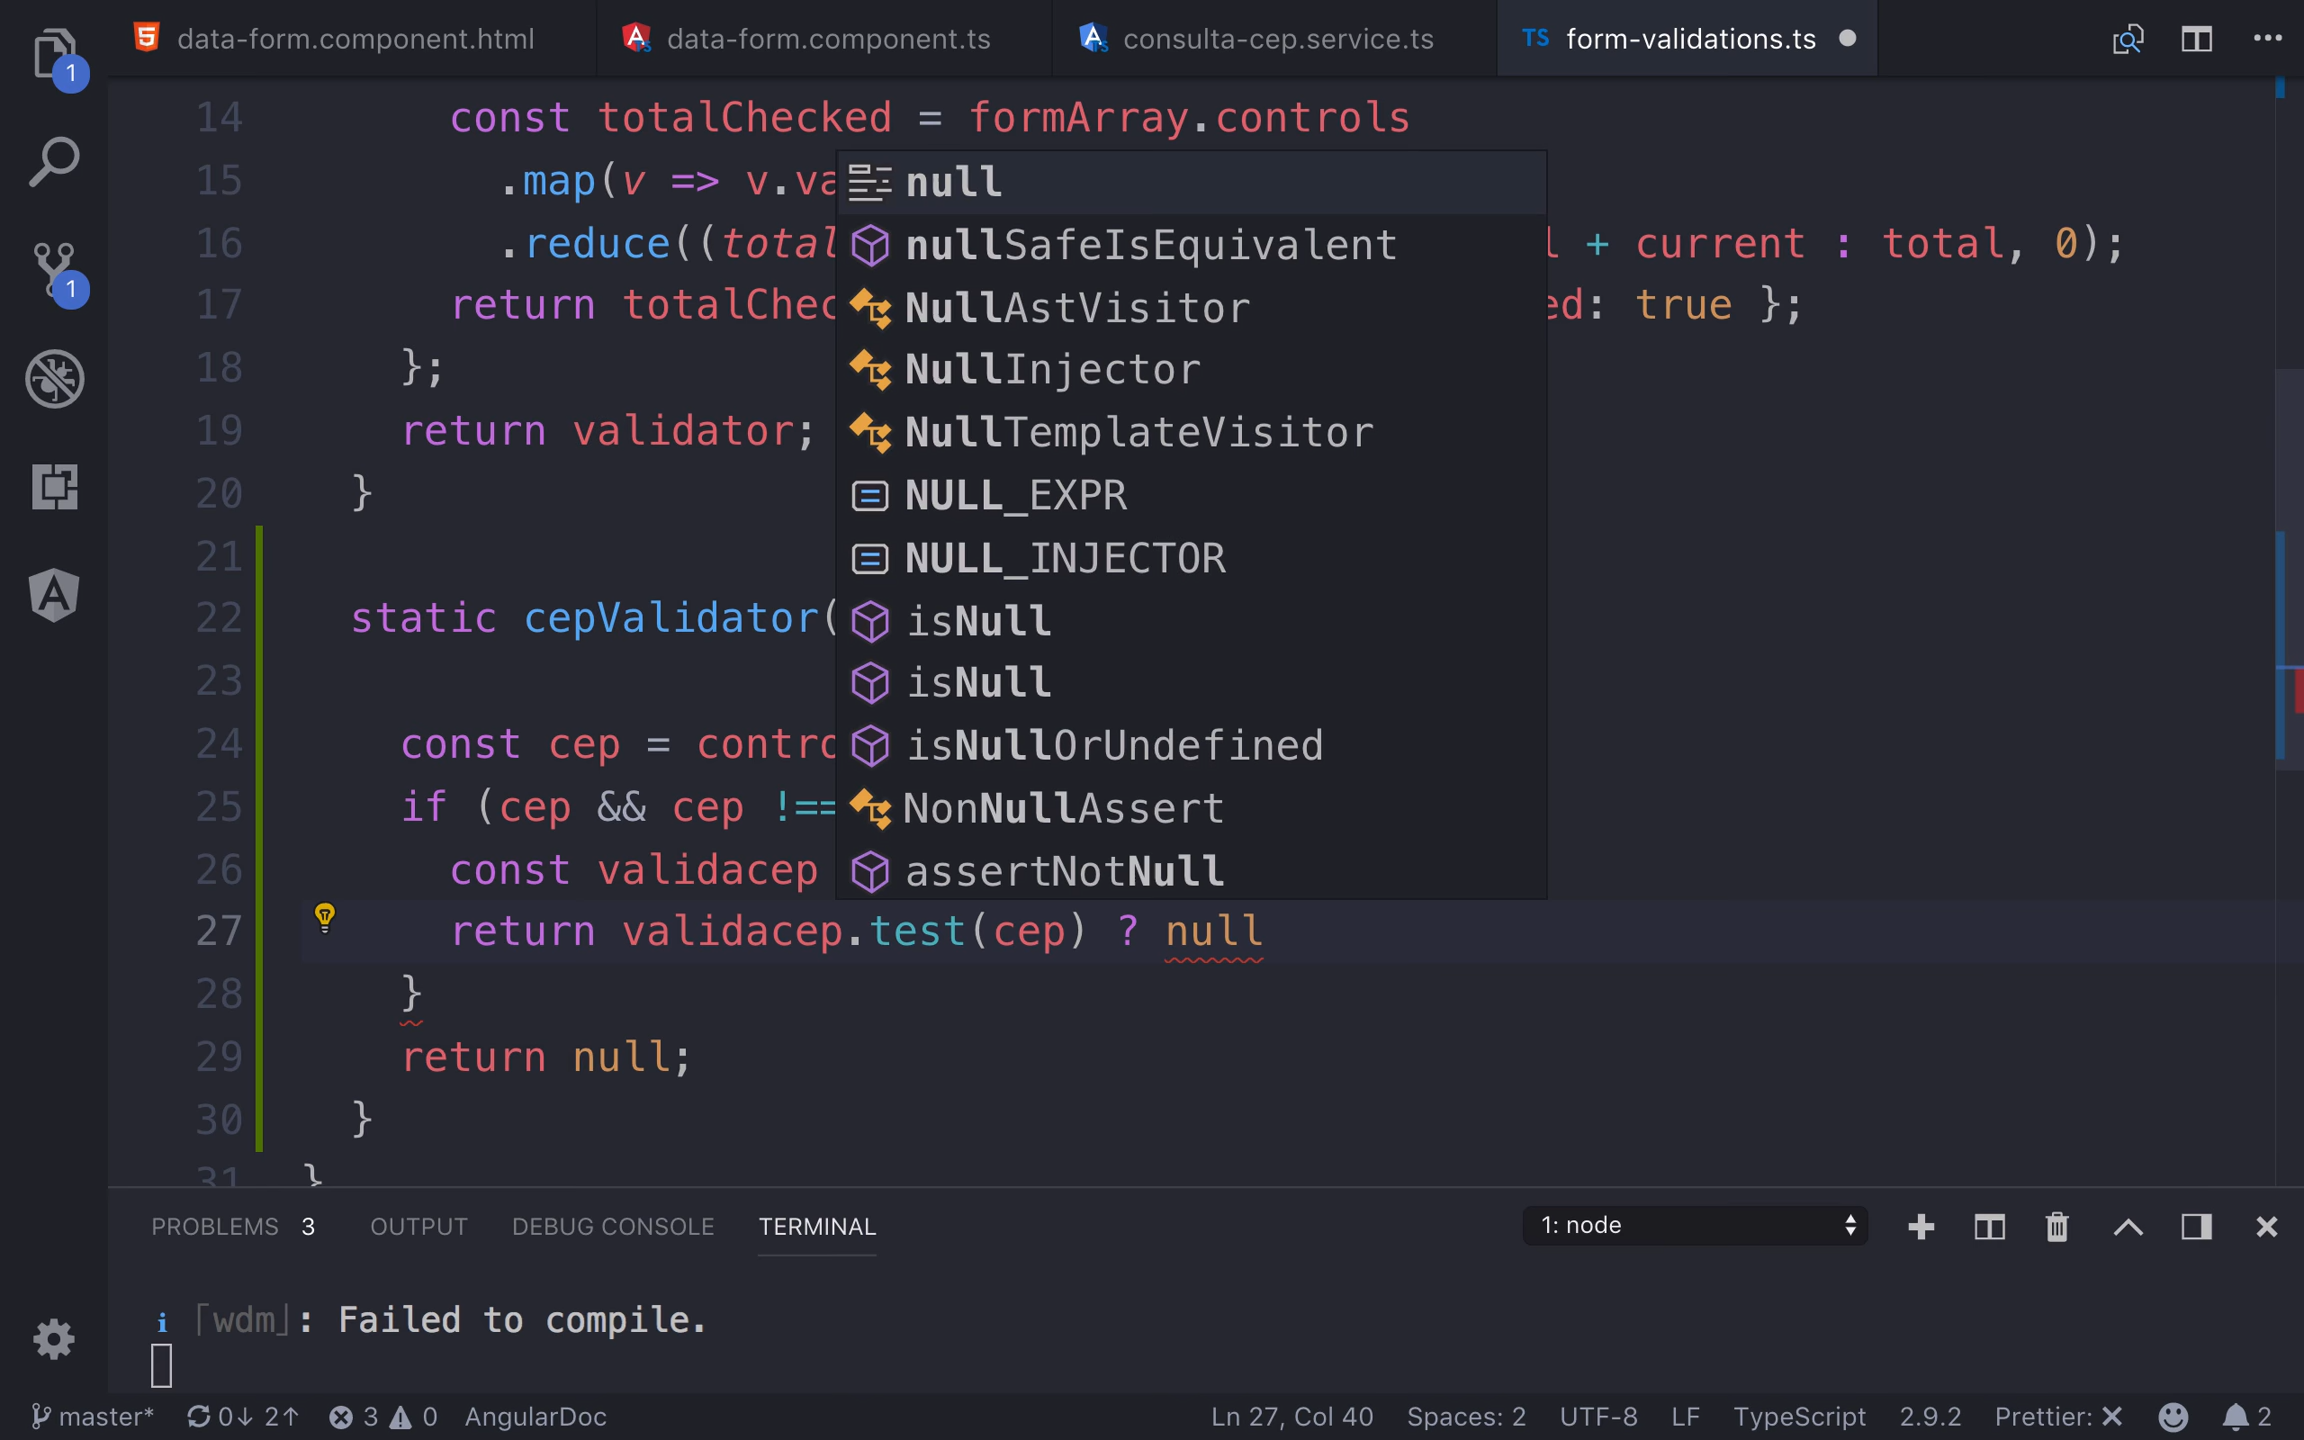 data-form.component.html data-form.component.ts consulta-cep.service.ts TS form-validations.ts
1
1
14 const totalChecked = formArray.controls
15 .map(v => v.va
16 .reduce((total l + current : total, 0);
17 return totalChec ed: true };
18 };
19 return validator;
20 }
21
22 static cepValidator(
23
24 const cep = contro
25 if (cep && cep !==
26 const validacep
27 return validacep.test(cep) ? null
28 }
29 return null;
30 }
31 }
null
nullSafeIsEquivalent
NullAstVisitor
NullInjector
NullTemplateVisitor
NULL_EXPR
NULL_INJECTOR
isNull
isNull
isNullOrUndefined
NonNullAssert
assertNotNull
PROBLEMS 3 OUTPUT DEBUG CONSOLE TERMINAL 1: node
i ｢wdm｣: Failed to compile.
master* 0↓ 2↑ 3 0 AngularDoc Ln 27, Col 40 Spaces: 2 UTF-8 LF TypeScript 2.9.2 Prettier: ✕ 2